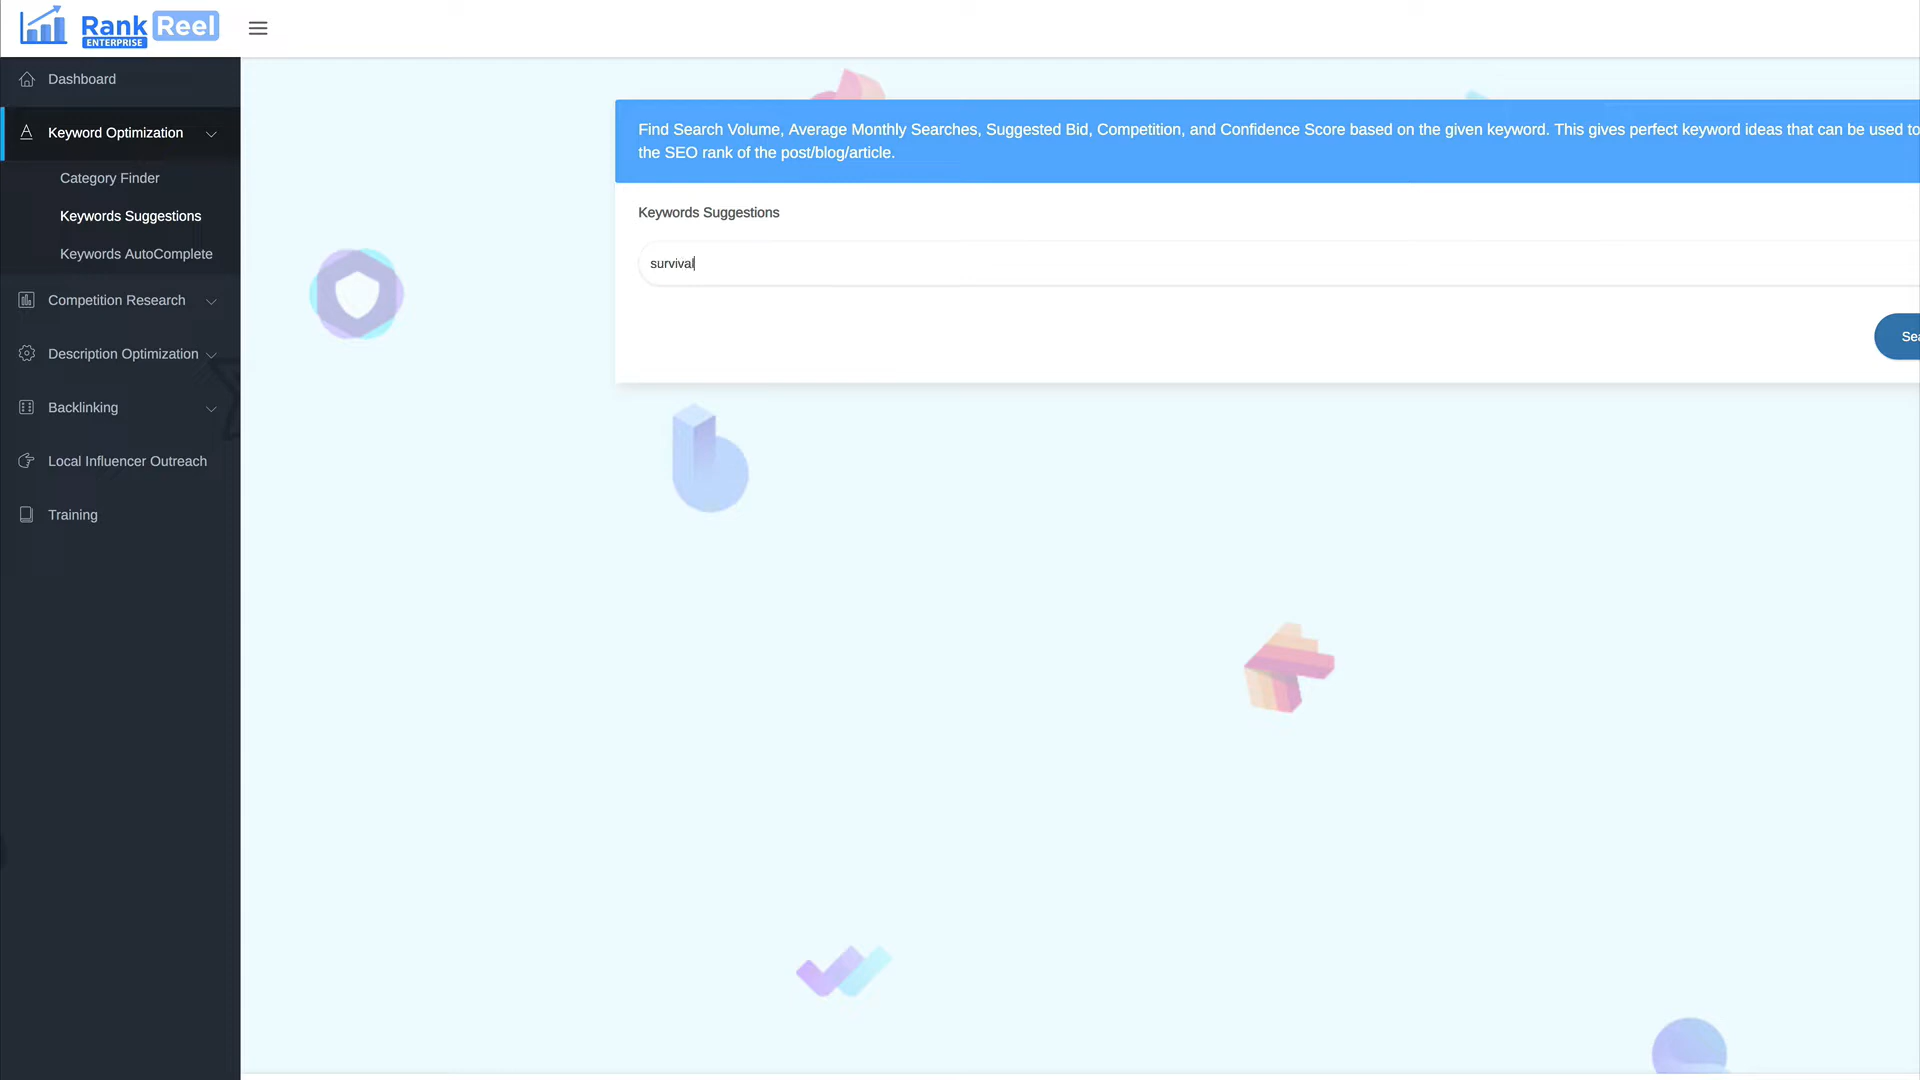 Rank Reel
ENTERPRISE
Dashboard
Keyword Optimization
Category Finder
Keywords Suggestions
Keywords AutoComplete
Competition Research
Description Optimization
Backlinking
Local Influencer Outreach
Training
Find Search Volume, Average Monthly Searches, Suggested Bid, Competition, and Confidence Score based on the given keyword. This gives perfect keyword ideas that can be used to
the SEO rank of the post/blog/article.
Keywords Suggestions
survival
Sea